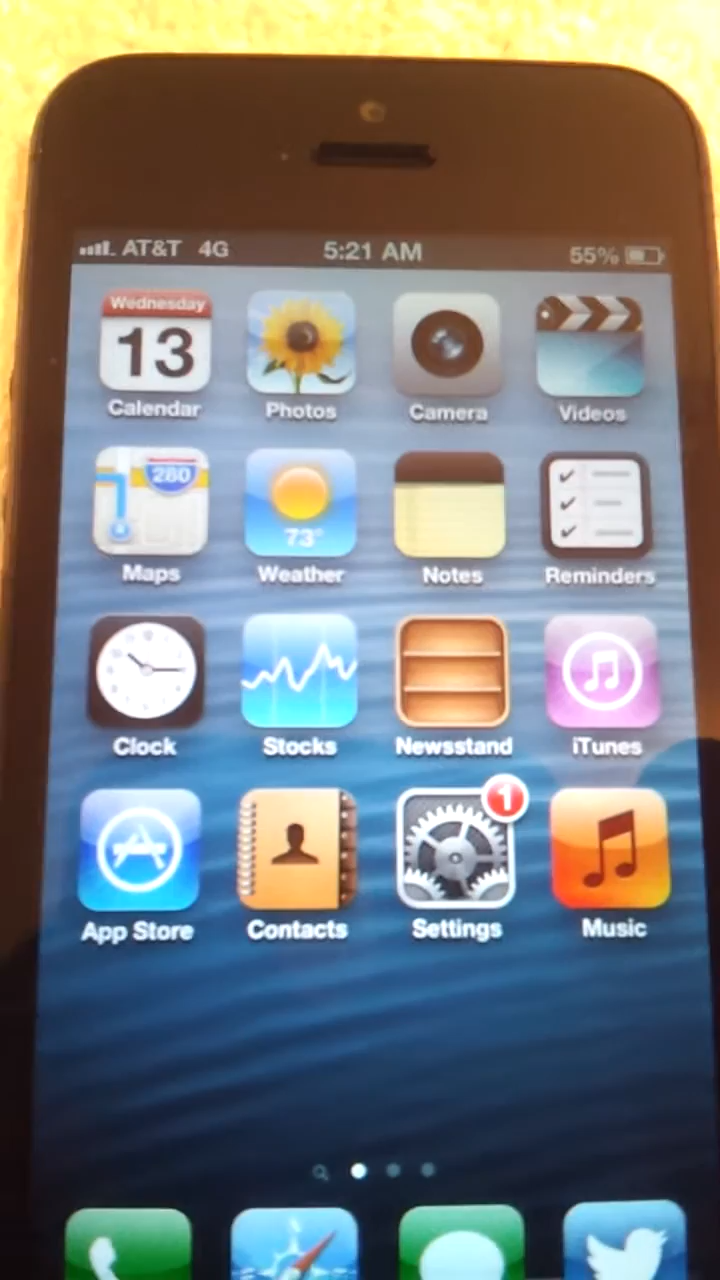 AT&T 4G 5:21 AM 55%
Wednesday
13
Calendar Photos Camera Videos
280
73°
Maps Weather Notes Reminders
Clock Stocks Newsstand iTunes
1
App Store Contacts Settings Music